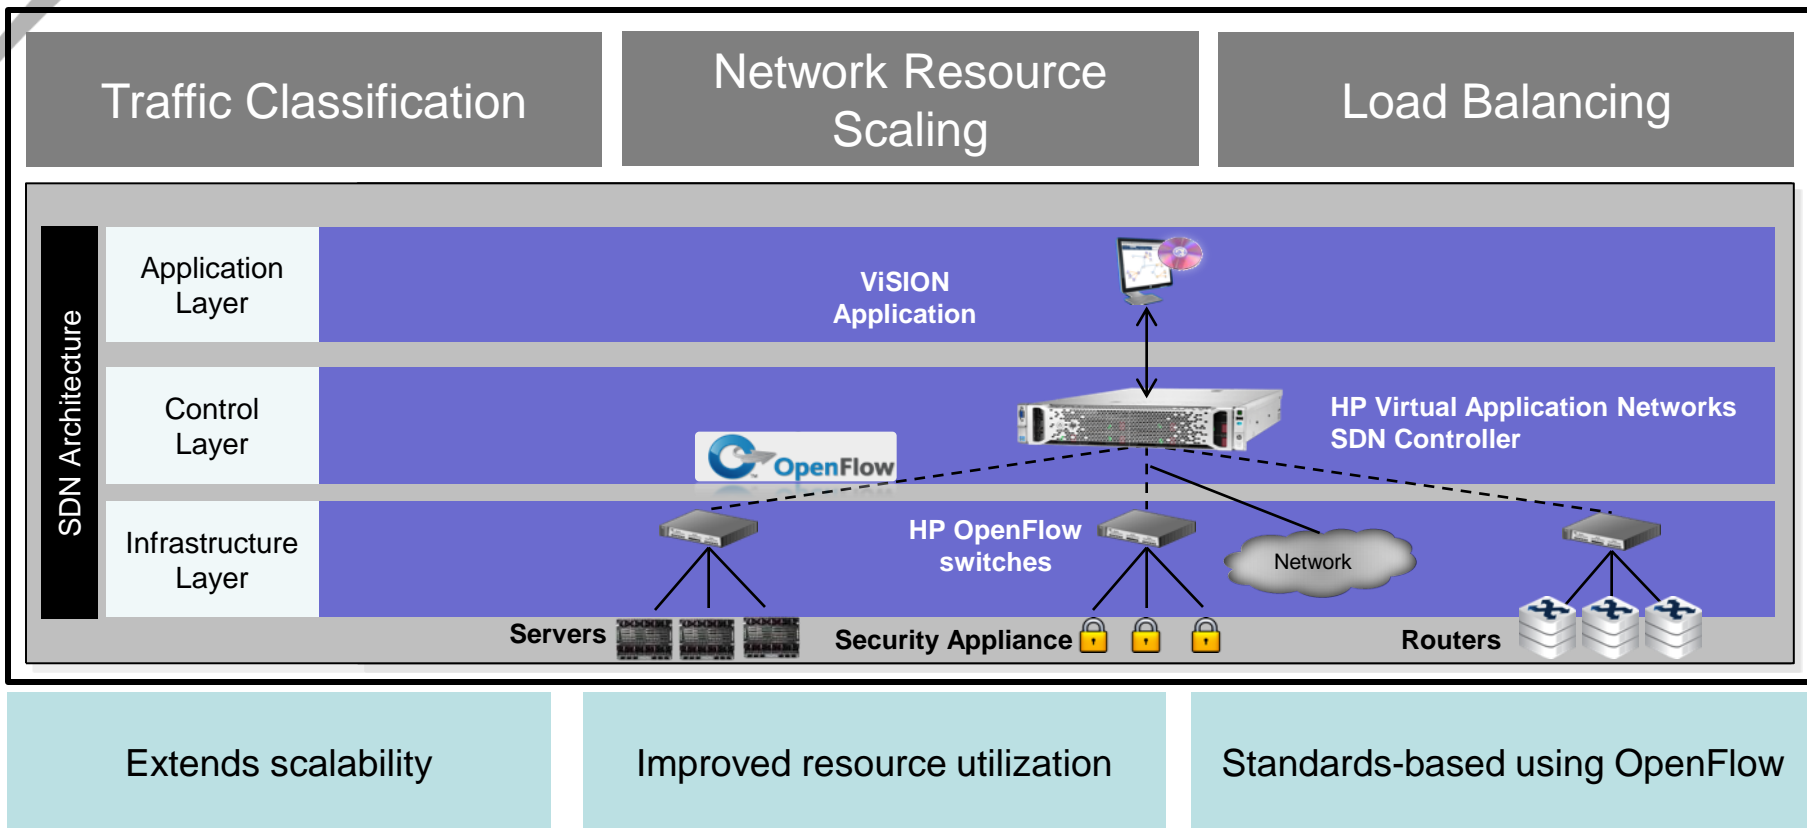 Traffic Classification
Network Resource
Scaling
Load Balancing
SDN Architecture
Application
Layer
ViSION
Application
Control
Layer
HP Virtual Application Networks
SDN Controller
OpenFlow
Infrastructure
Layer
HP OpenFlow
switches
Network
Servers
Security Appliance
Routers
Extends scalability
Improved resource utilization
Standards-based using OpenFlow